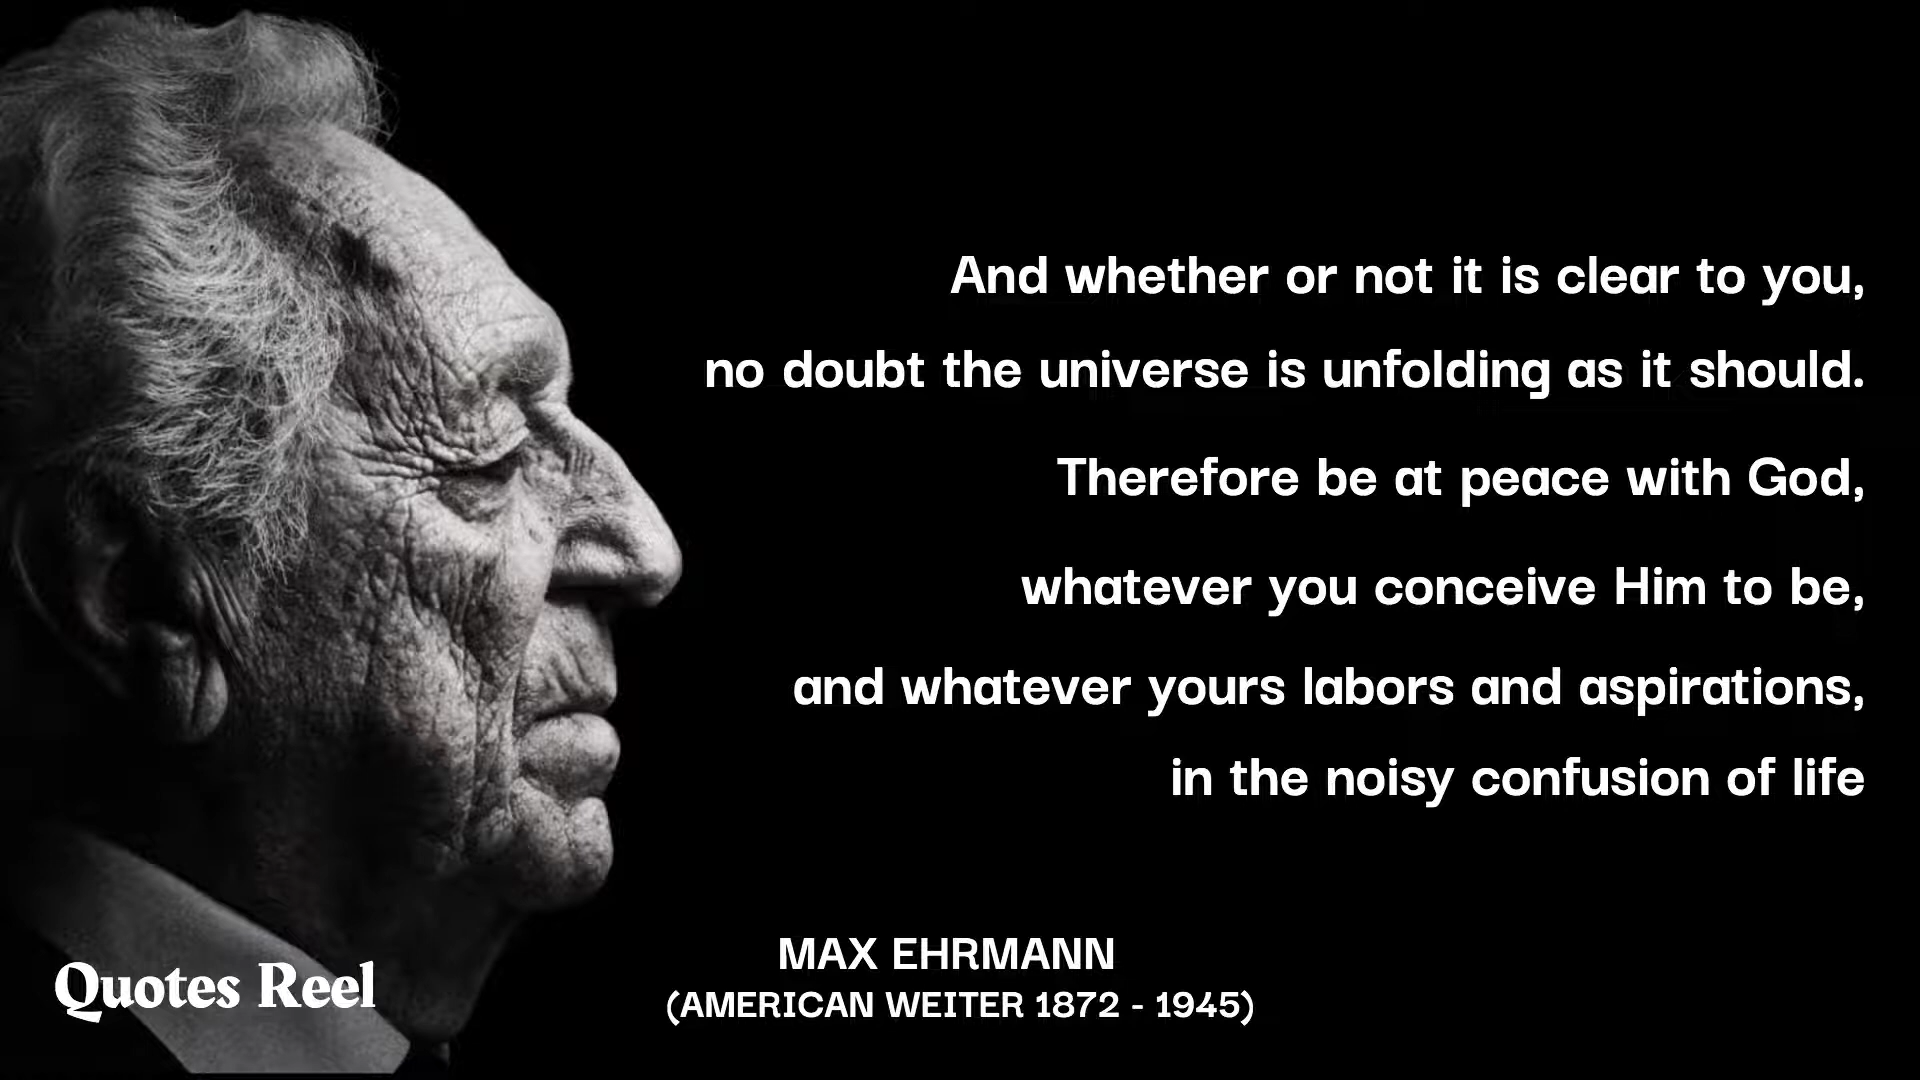 And whether or not it is clear to you,
no doubt the universe is unfolding as it should.
Therefore be at peace with God,
whatever you conceive Him to be,
and whatever yours labors and aspirations,
in the noisy confusion of life
MAX EHRMANN
(AMERICAN WEITER 1872 - 1945)
Quotes Reel